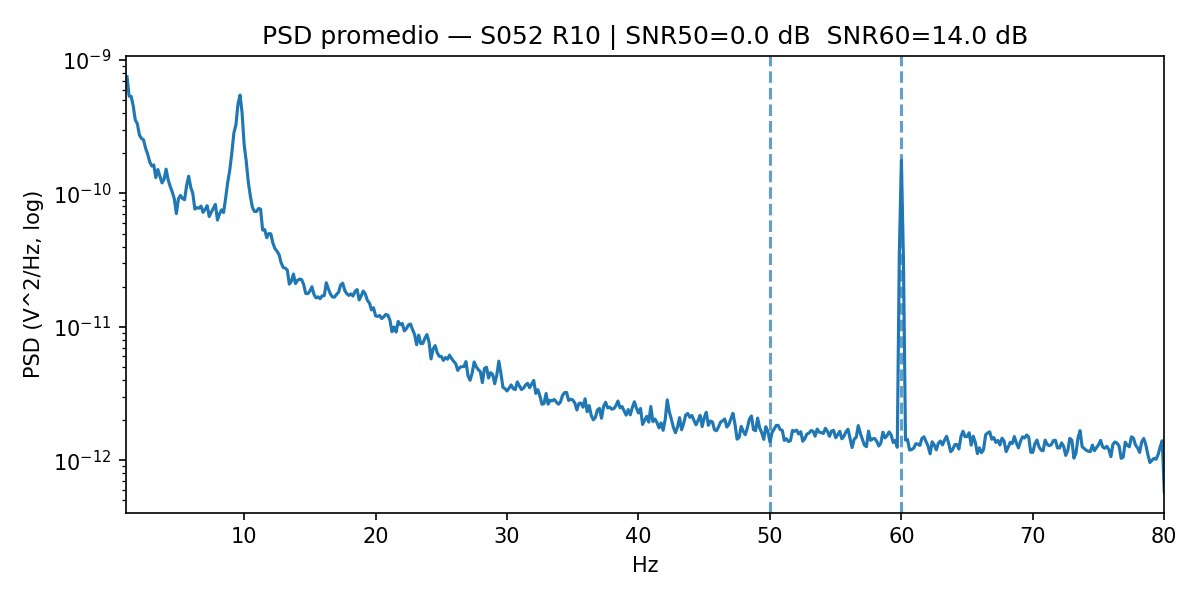 PSD promedio — S052 R10 | SNR50=0.0 dB  SNR60=14.0 dB
PSD (V^2/Hz, log)
10⁻⁹
10⁻¹⁰
10⁻¹¹
10⁻¹²
10 20 30 40 50 60 70 80
Hz